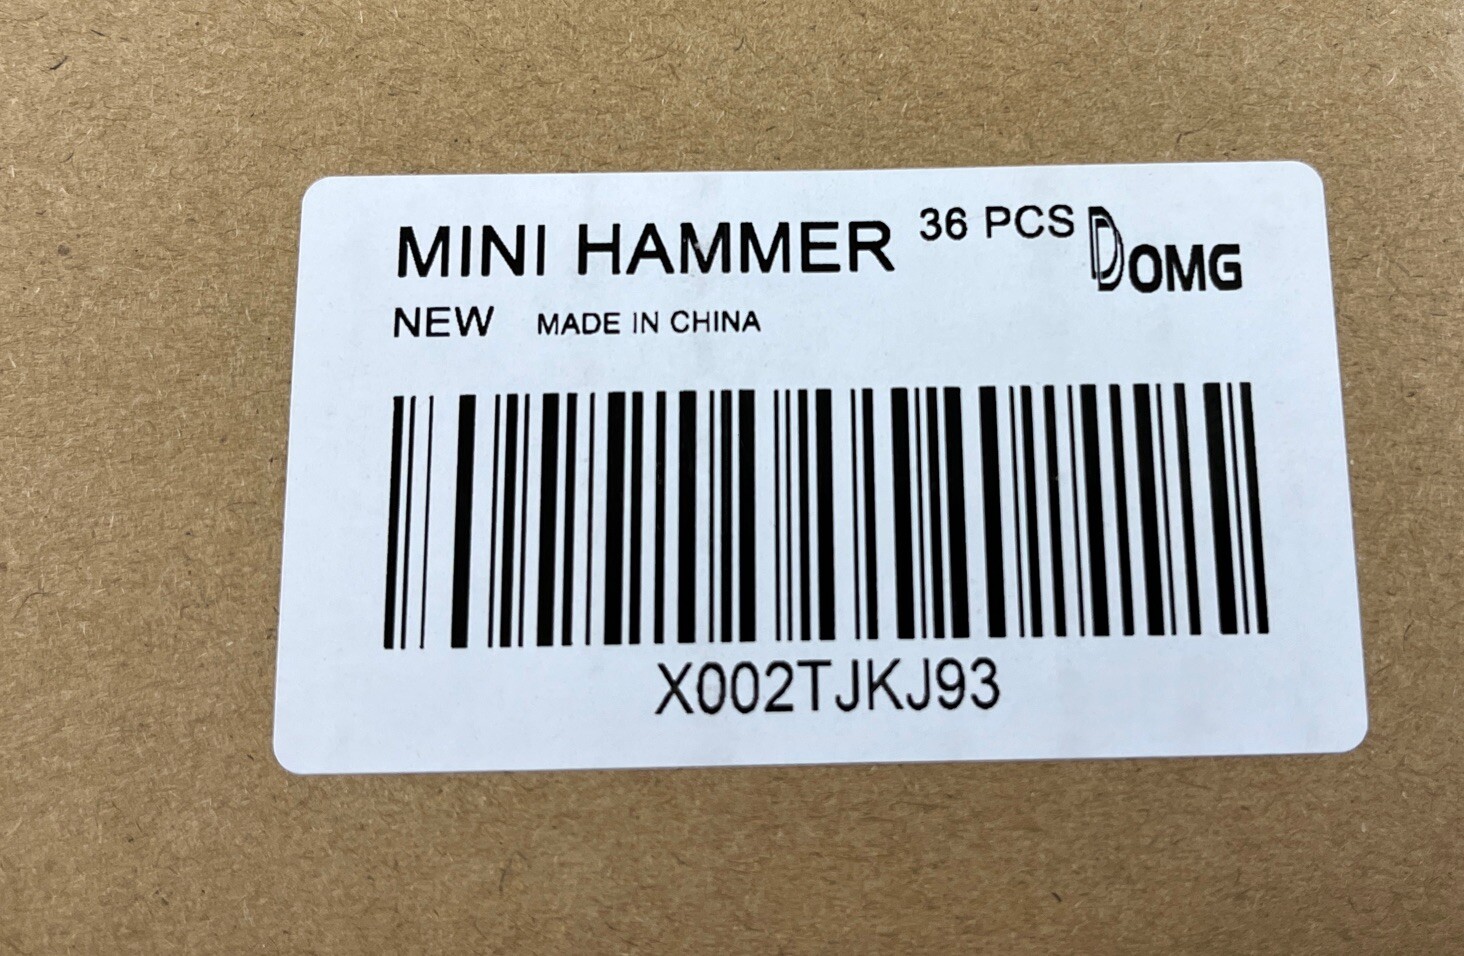 MINI HAMMER 36 PCS DOMG
NEW MADE IN CHINA
X002TJKJ93